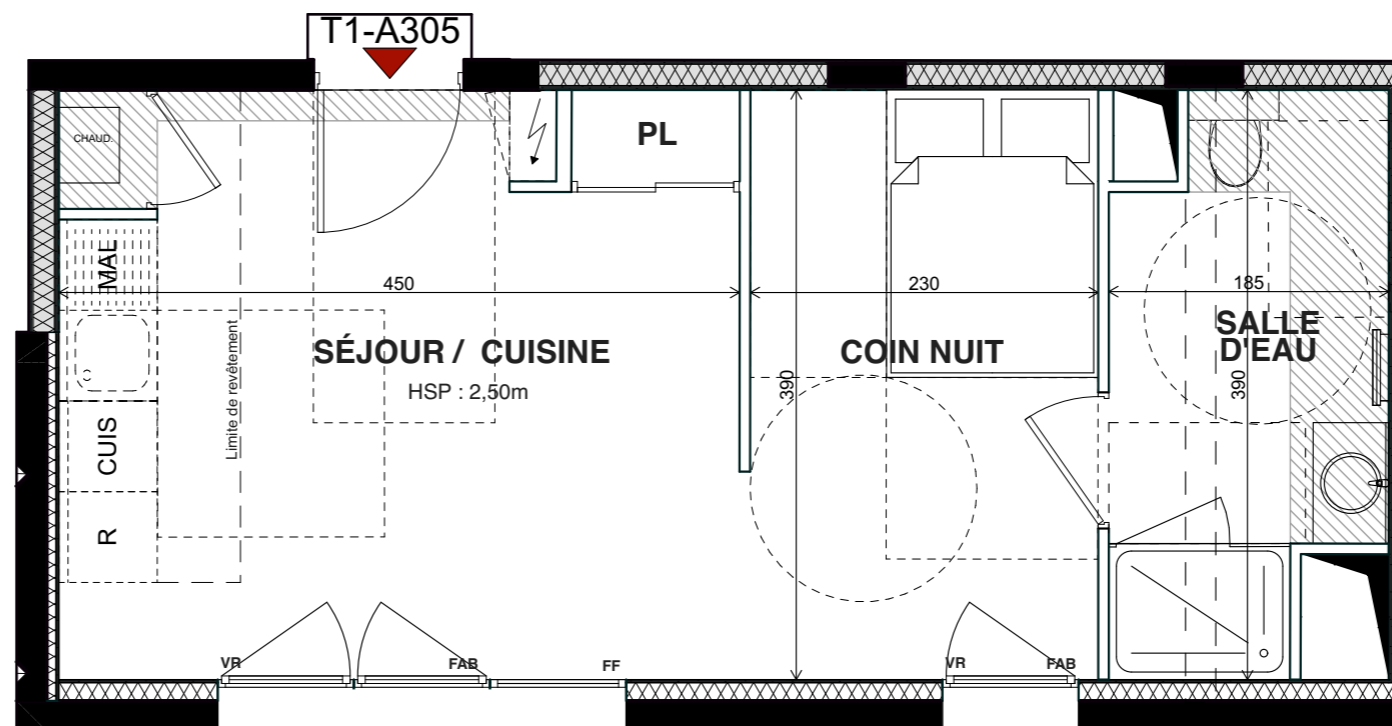 T1-A305
CHAUD.
PL
MAL
450
230
185
SÉJOUR / CUISINE
HSP : 2,50m
COIN NUIT
SALLE
D'EAU
390
390
Limite de revêtement
CUIS
R
VR
FAB
FF
VR
FAB